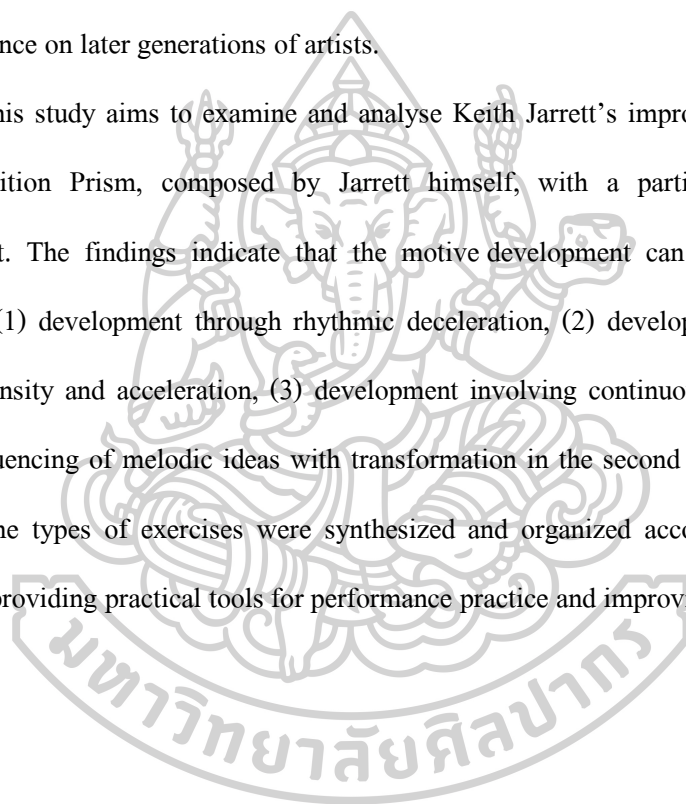 nce on later generations of artists.
his study aims to examine and analyse Keith Jarrett’s impro
ition Prism, composed by Jarrett himself, with a parti
t. The findings indicate that the motive development can
(1) development through rhythmic deceleration, (2) develop
nsity and acceleration, (3) development involving continuo
uencing of melodic ideas with transformation in the second
ne types of exercises were synthesized and organized acco
providing practical tools for performance practice and improvi
มหาวิทยาลัยศิลปากร